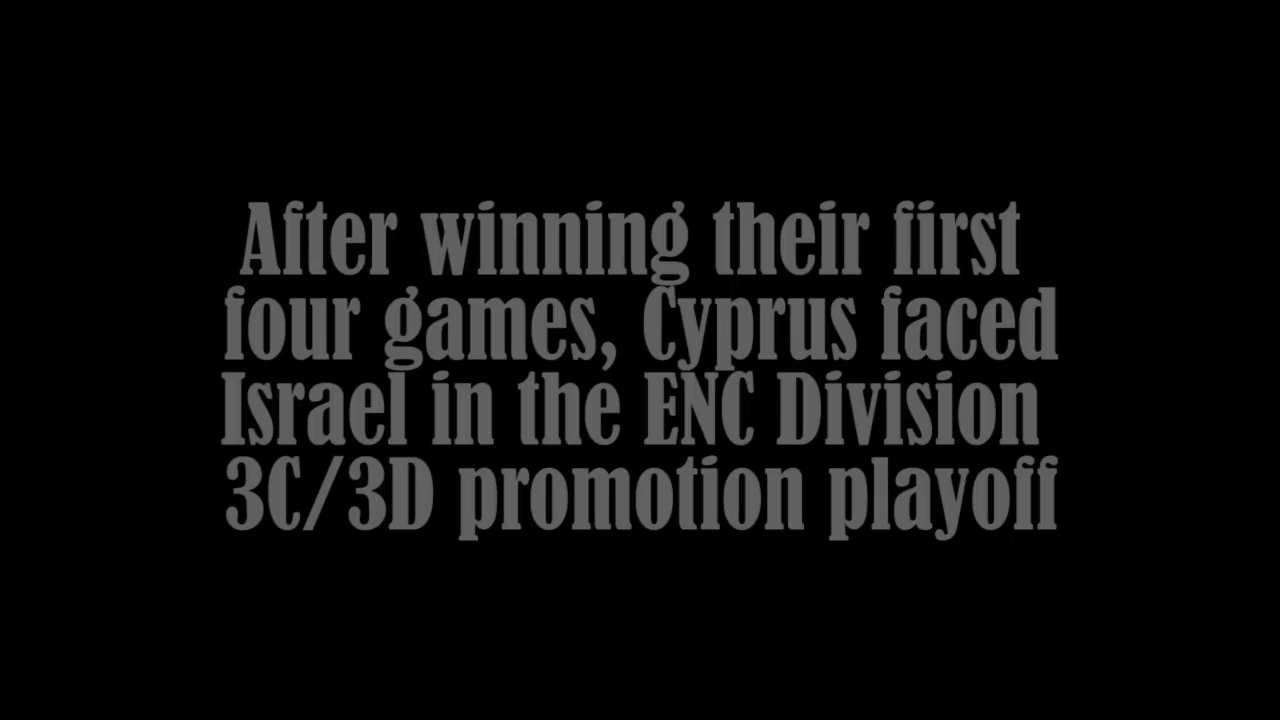 After winning their first
four games, Cyprus faced
Israel in the ENC Division
3C/3D promotion playoff